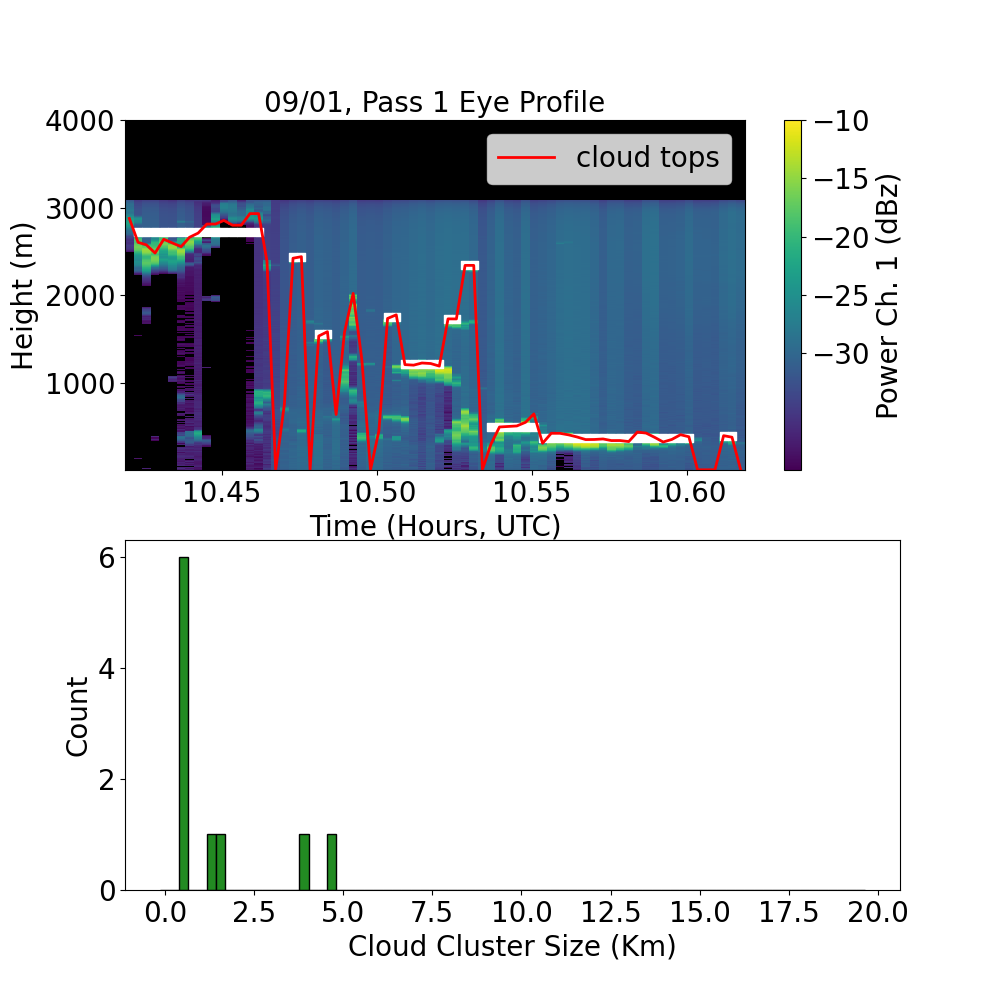 09/01, Pass 1 Eye Profile
4000
3000
2000
1000
Height (m)
cloud tops
10.45 10.50 10.55 10.60
Time (Hours, UTC)
−10
−15
−20
−25
−30
Power Ch. 1 (dBz)
6
4
2
0
Count
0.0 2.5 5.0 7.5 10.0 12.5 15.0 17.5 20.0
Cloud Cluster Size (Km)